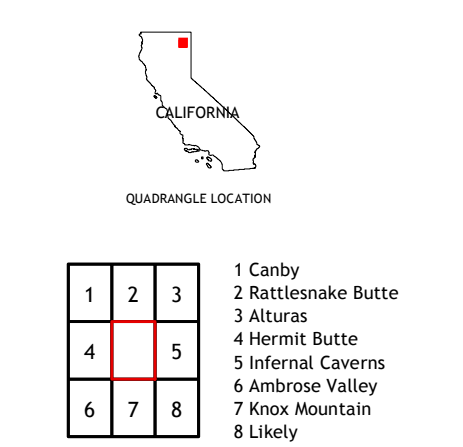 CALIFORNIA
QUADRANGLE LOCATION
1 2 3
4 5
6 7 8
1 Canby
2 Rattlesnake Butte
3 Alturas
4 Hermit Butte
5 Infernal Caverns
6 Ambrose Valley
7 Knox Mountain
8 Likely